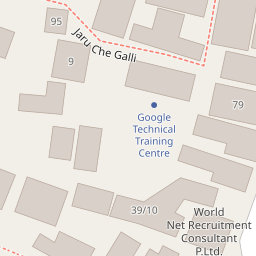 95
Jaru Che Galli
9
79
Google
Technical
Training
Centre
39/10
World
Net Recruitment
Consultant
P.Ltd.